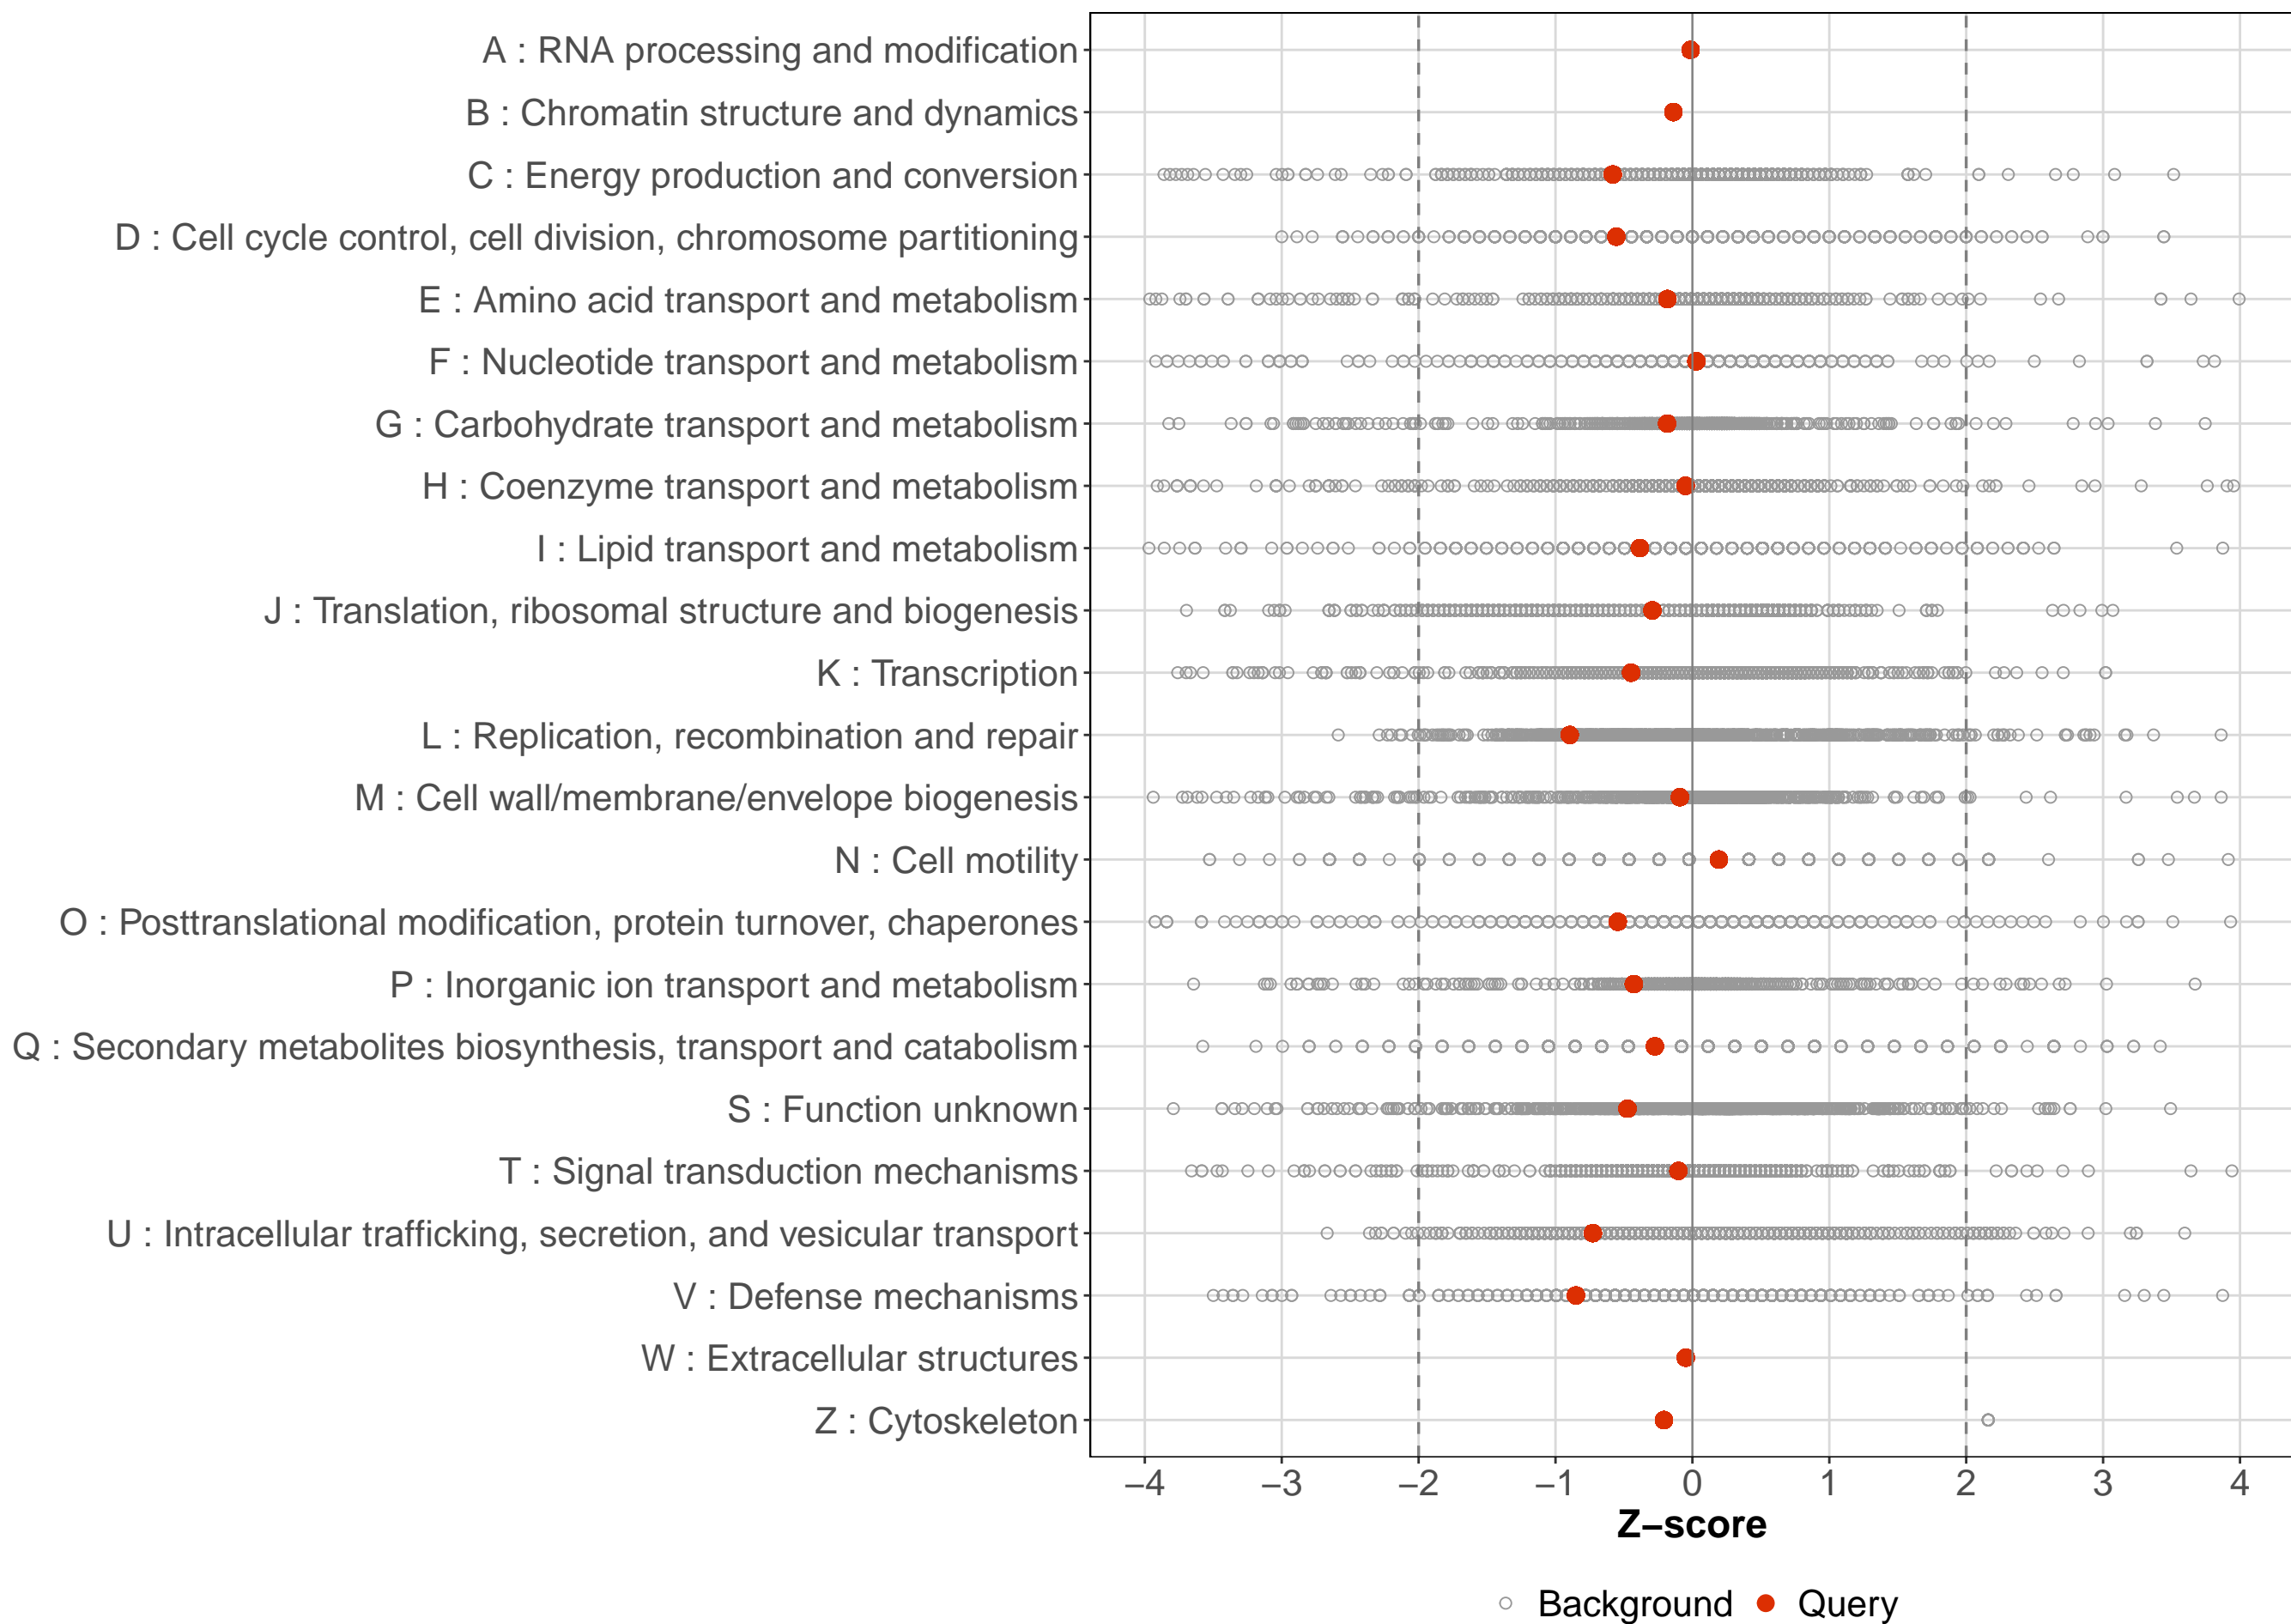 A : RNA processing and modification
B : Chromatin structure and dynamics
C : Energy production and conversion
D : Cell cycle control, cell division, chromosome partitioning
E : Amino acid transport and metabolism
F : Nucleotide transport and metabolism
G : Carbohydrate transport and metabolism
H : Coenzyme transport and metabolism
I : Lipid transport and metabolism
J : Translation, ribosomal structure and biogenesis
K : Transcription
L : Replication, recombination and repair
M : Cell wall/membrane/envelope biogenesis
N : Cell motility
O : Posttranslational modification, protein turnover, chaperones
P : Inorganic ion transport and metabolism
Q : Secondary metabolites biosynthesis, transport and catabolism
S : Function unknown
T : Signal transduction mechanisms
U : Intracellular trafficking, secretion, and vesicular transport
V : Defense mechanisms
W : Extracellular structures
Z : Cytoskeleton
−4 −3 −2 −1 0 1 2 3 4
Z−score
Background Query